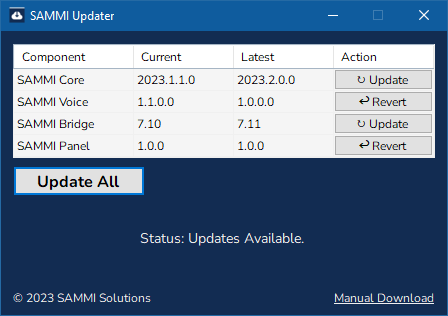 SAMMI Updater
Component Current Latest Action
SAMMI Core 2023.1.1.0 2023.2.0.0 Update
SAMMI Voice 1.1.0.0 1.0.0.0 Revert
SAMMI Bridge 7.10 7.11 Update
SAMMI Panel 1.0.0 1.0.0 Revert
Update All
Status: Updates Available.
© 2023 SAMMI Solutions Manual Download